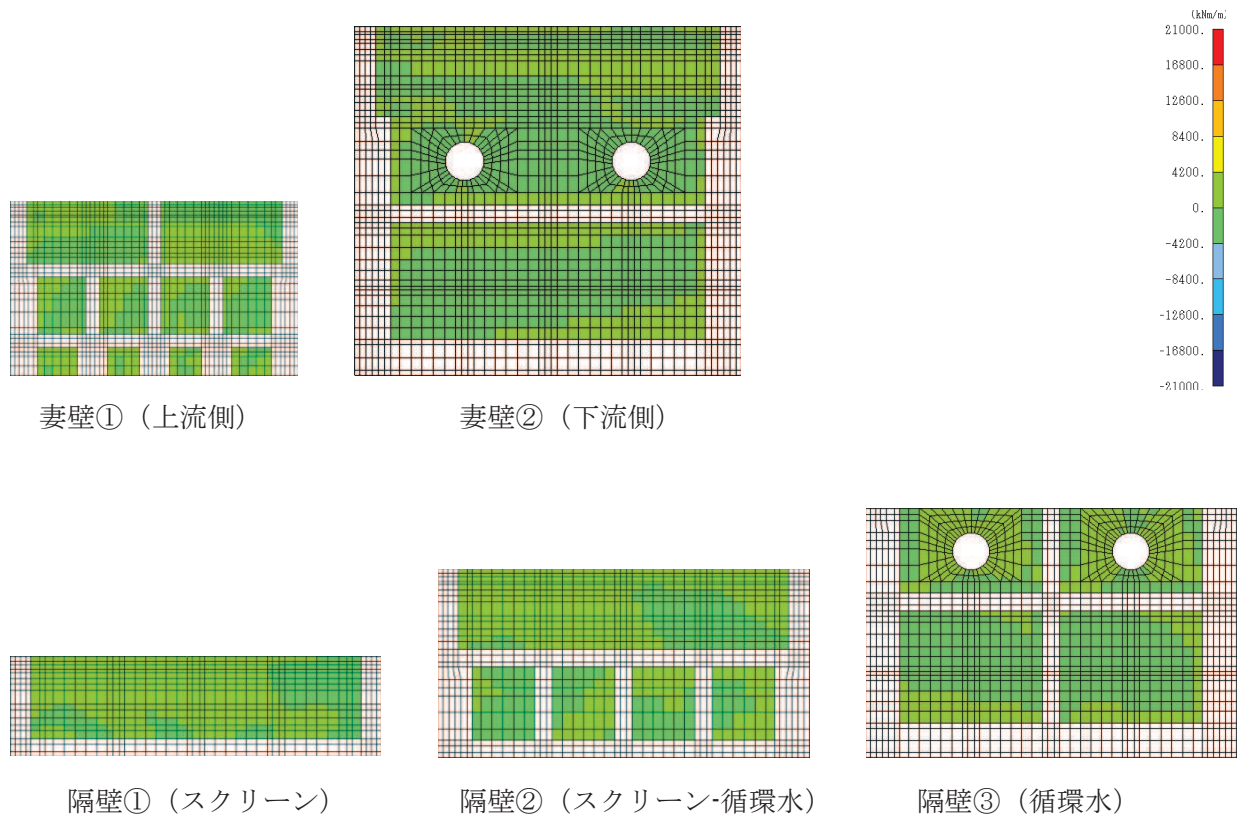 (kNm/m)
21000.
16800.
12600.
8400.
4200.
0.
-4200.
-8400.
-12600.
-16800.
-21000.
妻壁①（上流側）
妻壁②（下流側）
隔壁①（スクリーン）
隔壁②（スクリーン-循環水）
隔壁③（循環水）